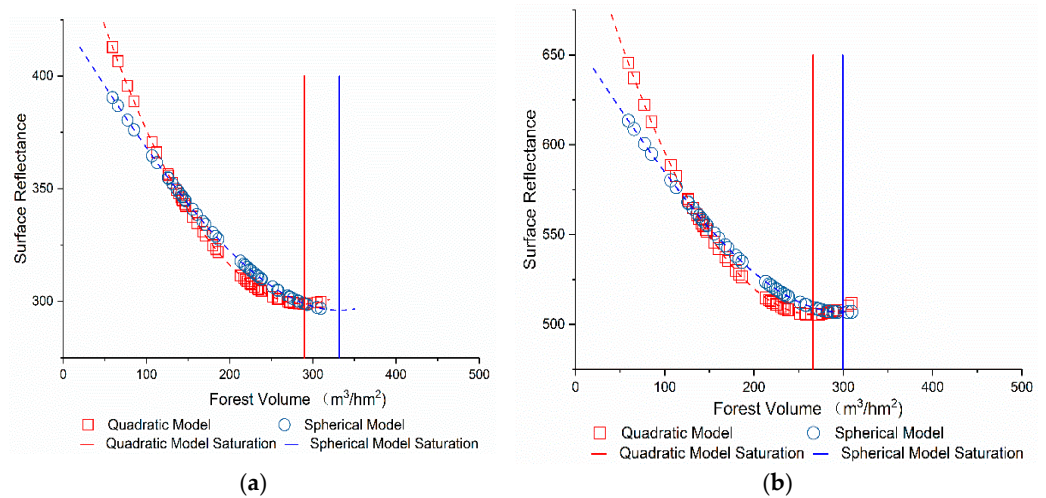 400
350
300
Surface Reflectance
0 100 200 300 400 500
Forest Volume （m³/hm²）
Quadratic Model Spherical Model
Quadratic Model Saturation Spherical Model Saturation
(a)
650
600
550
500
Surface Reflectance
0 100 200 300 400 500
Forest Volume （m³/hm²）
Quadratic Model Spherical Model
Quadratic Model Saturation Spherical Model Saturation
(b)